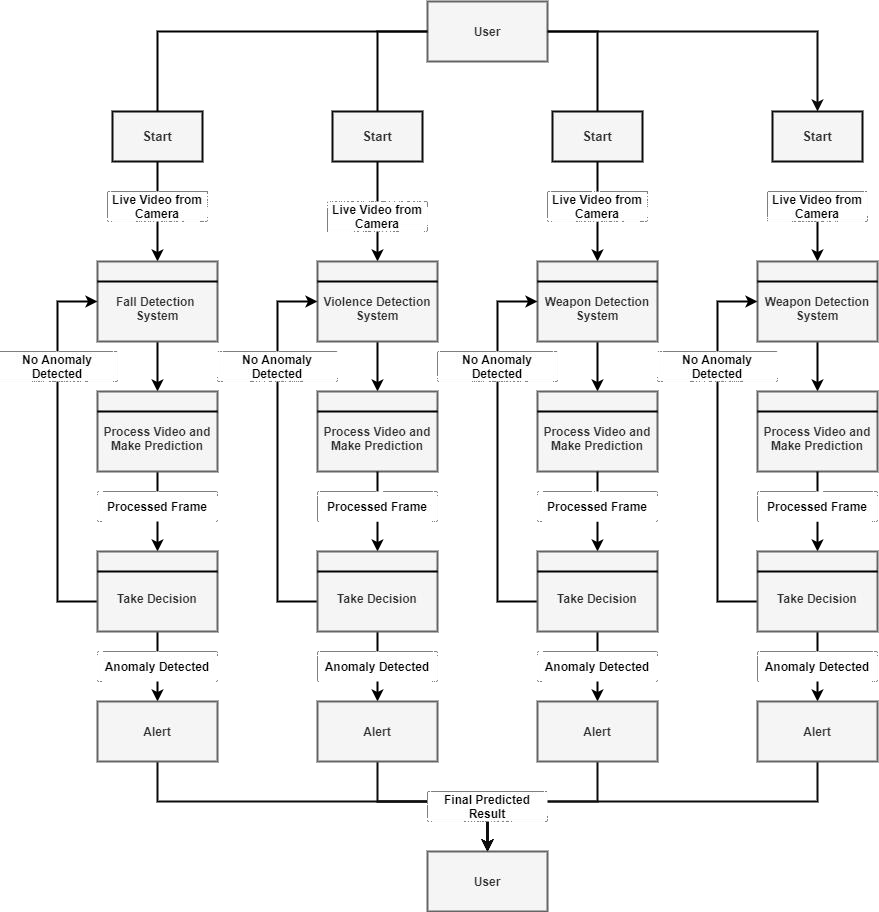 User
Start
Start
Start
Start
Live Video from
Camera
Live Video from
Camera
Live Video from
Camera
Live Video from
Camera
Fall Detection
System
Violence Detection
System
Weapon Detection
System
Weapon Detection
System
No Anomaly
Detected
No Anomaly
Detected
No Anomaly
Detected
No Anomaly
Detected
Process Video and
Make Prediction
Process Video and
Make Prediction
Process Video and
Make Prediction
Process Video and
Make Prediction
Processed Frame
Processed Frame
Processed Frame
Processed Frame
Take Decision
Take Decision
Take Decision
Take Decision
Anomaly Detected
Anomaly Detected
Anomaly Detected
Anomaly Detected
Alert
Alert
Alert
Alert
Final Predicted
Result
User